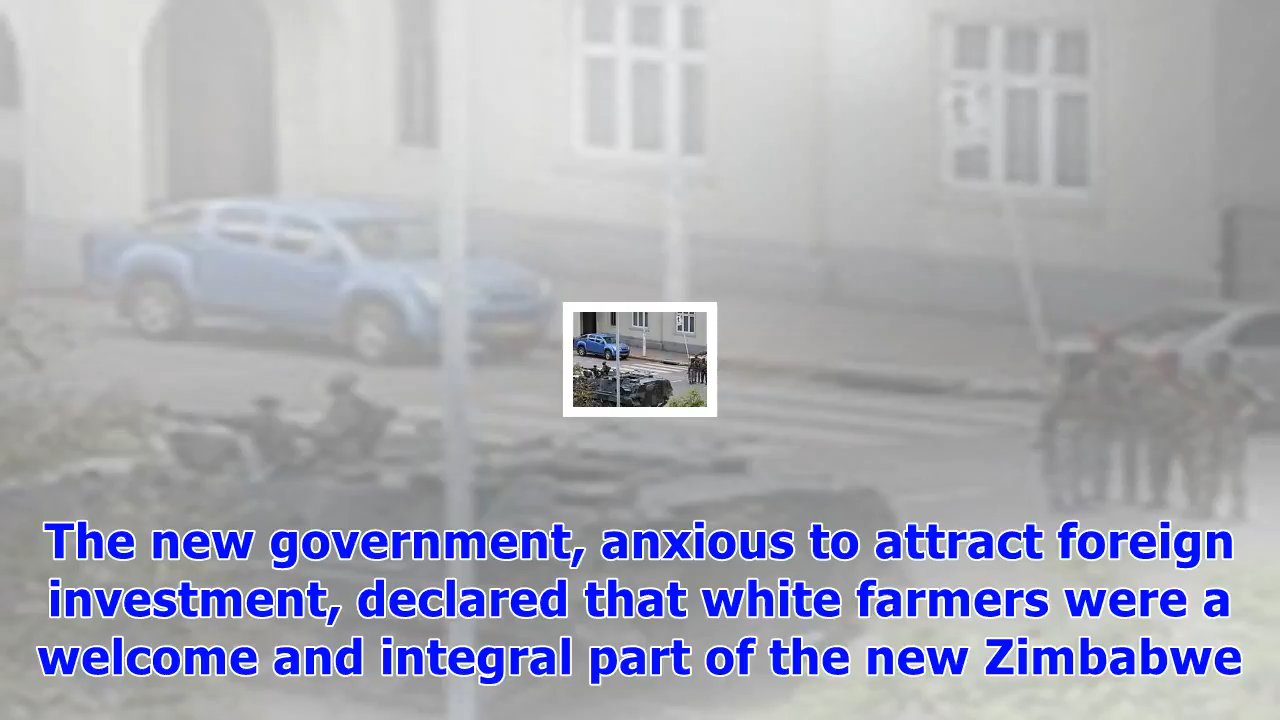 The new government, anxious to attract foreign
investment, declared that white farmers were a
welcome and integral part of the new Zimbabwe